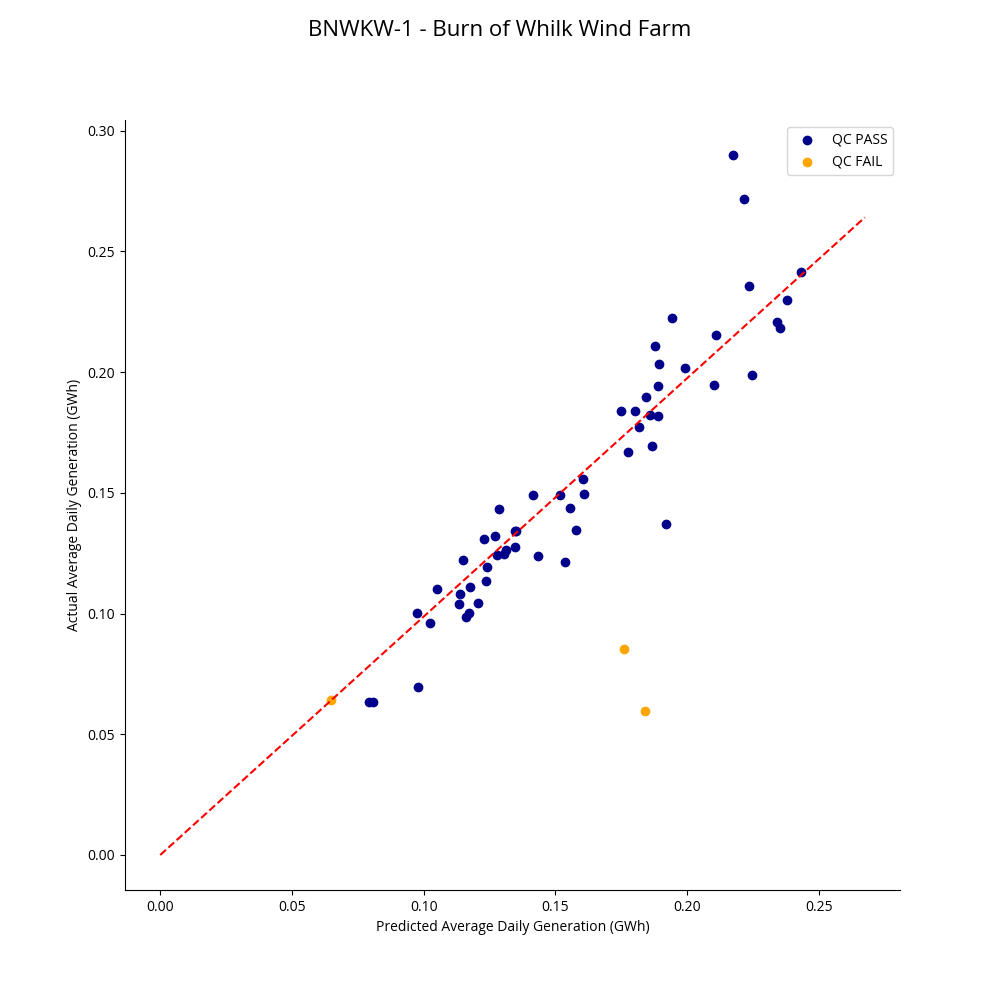 BNWKW-1 - Burn of Whilk Wind Farm
QC PASS
QC FAIL
0.30
0.25
0.20
0.15
0.10
0.05
0.00
Actual Average Daily Generation (GWh)
0.00 0.05 0.10 0.15 0.20 0.25
Predicted Average Daily Generation (GWh)